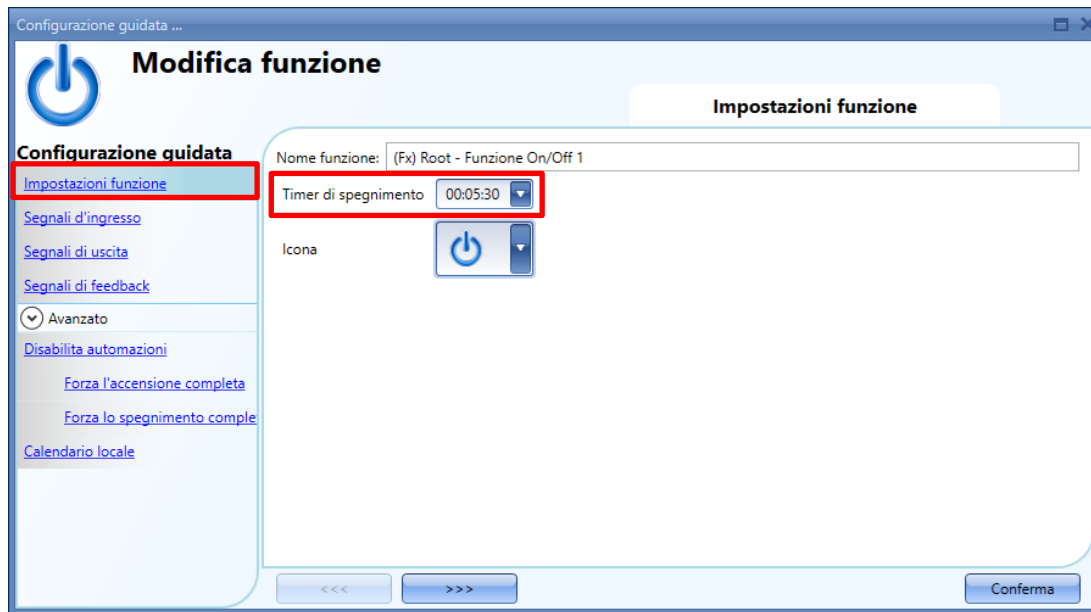 Configurazione guidata ...
Modifica funzione
Impostazioni funzione
Configurazione guidata
Impostazioni funzione
Segnali d'ingresso
Segnali di uscita
Segnali di feedback
Avanzato
Disabilita automazioni
Forza l'accensione completa
Forza lo spegnimento comple
Calendario locale
Nome funzione: (Fx) Root - Funzione On/Off 1
Timer di spegnimento 00:05:30
Icona
<<< >>> Conferma